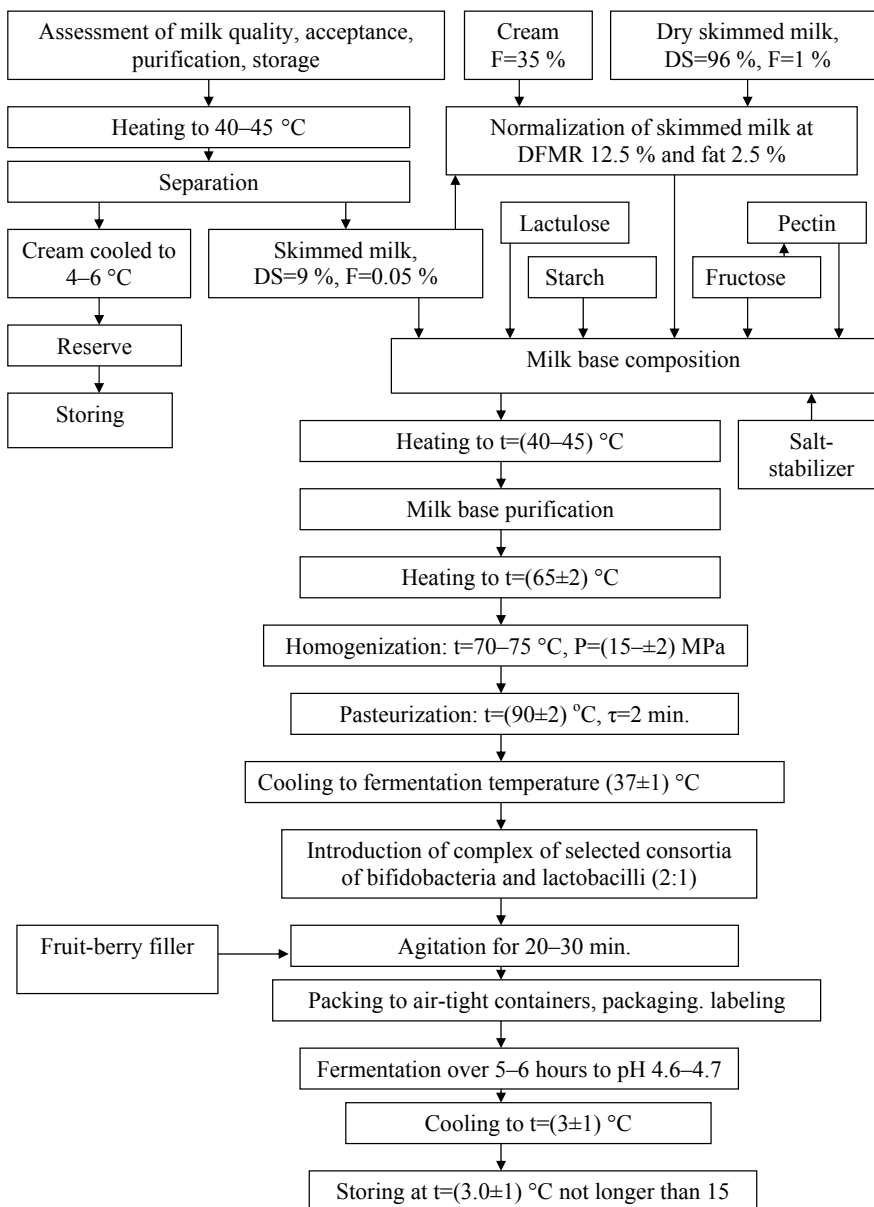 Assessment of milk quality, acceptance,
purification, storage
Cream
F=35 %
Dry skimmed milk,
DS=96 %, F=1 %
Heating to 40–45 °C
Normalization of skimmed milk at
DFMR 12.5 % and fat 2.5 %
Separation
Cream cooled to
4–6 °C
Skimmed milk,
DS=9 %, F=0.05 %
Lactulose
Pectin
Starch
Fructose
Reserve
Milk base composition
Storing
Heating to t=(40–45) °C
Salt-
stabilizer
Milk base purification
Heating to t=(65±2) °C
Homogenization: t=70–75 °C, P=(15–±2) MPa
Pasteurization: t=(90±2) °C, τ=2 min.
Cooling to fermentation temperature (37±1) °C
Introduction of complex of selected consortia
of bifidobacteria and lactobacilli (2:1)
Fruit-berry filler
Agitation for 20–30 min.
Packing to air-tight containers, packaging. labeling
Fermentation over 5–6 hours to pH 4.6–4.7
Cooling to t=(3±1) °C
Storing at t=(3.0±1) °C not longer than 15